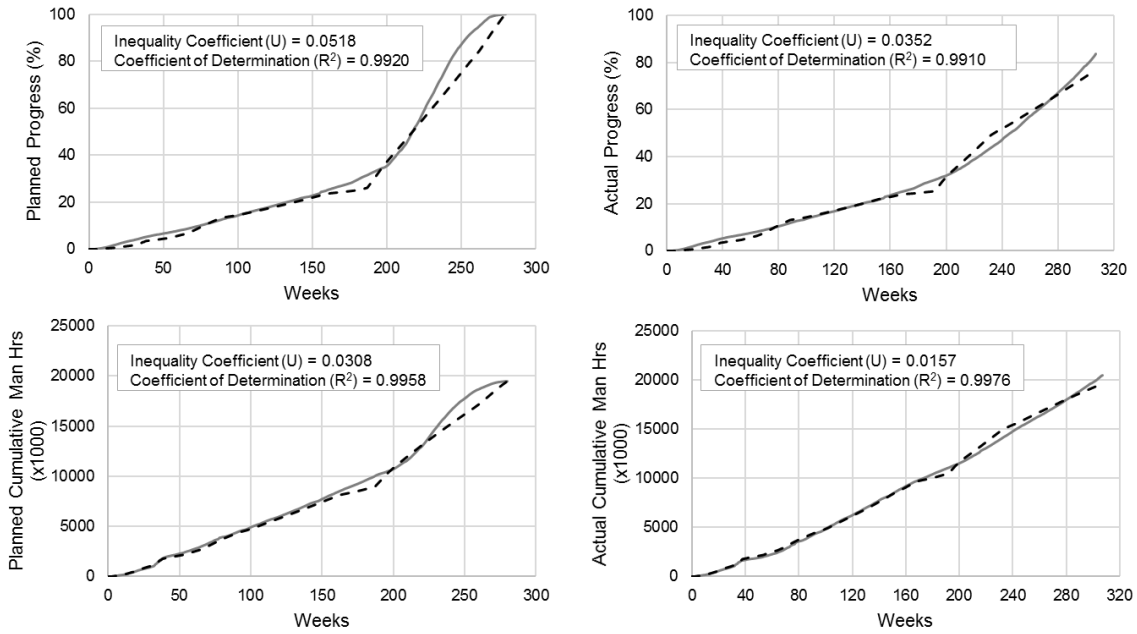 Planned Progress (%)
100
80
60
40
20
0
Inequality Coefficient (U) = 0.0518
Coefficient of Determination (R²) = 0.9920
0 50 100 150 200 250 300
Weeks
Actual Progress (%)
100
80
60
40
20
0
Inequality Coefficient (U) = 0.0352
Coefficient of Determination (R²) = 0.9910
0 40 80 120 160 200 240 280 320
Weeks
Planned Cumulative Man Hrs
(x1000)
25000
20000
15000
10000
5000
0
Inequality Coefficient (U) = 0.0308
Coefficient of Determination (R²) = 0.9958
0 50 100 150 200 250 300
Weeks
Actual Cumulative Man Hrs
(x1000)
25000
20000
15000
10000
5000
0
Inequality Coefficient (U) = 0.0157
Coefficient of Determination (R²) = 0.9976
0 40 80 120 160 200 240 280 320
Weeks